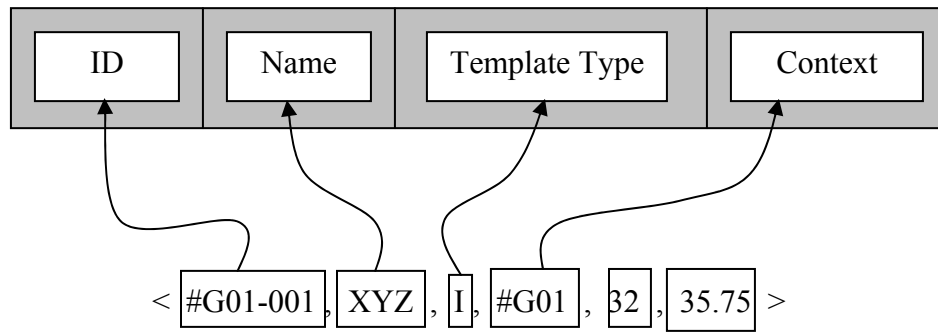 ID Name Template Type Context
< #G01-001 , XYZ , I , #G01 , 32 , 35.75 >